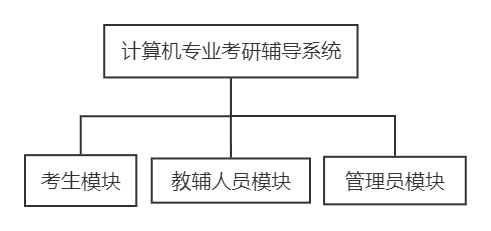 计算机专业考研辅导系统
考生模块
教辅人员模块
管理员模块